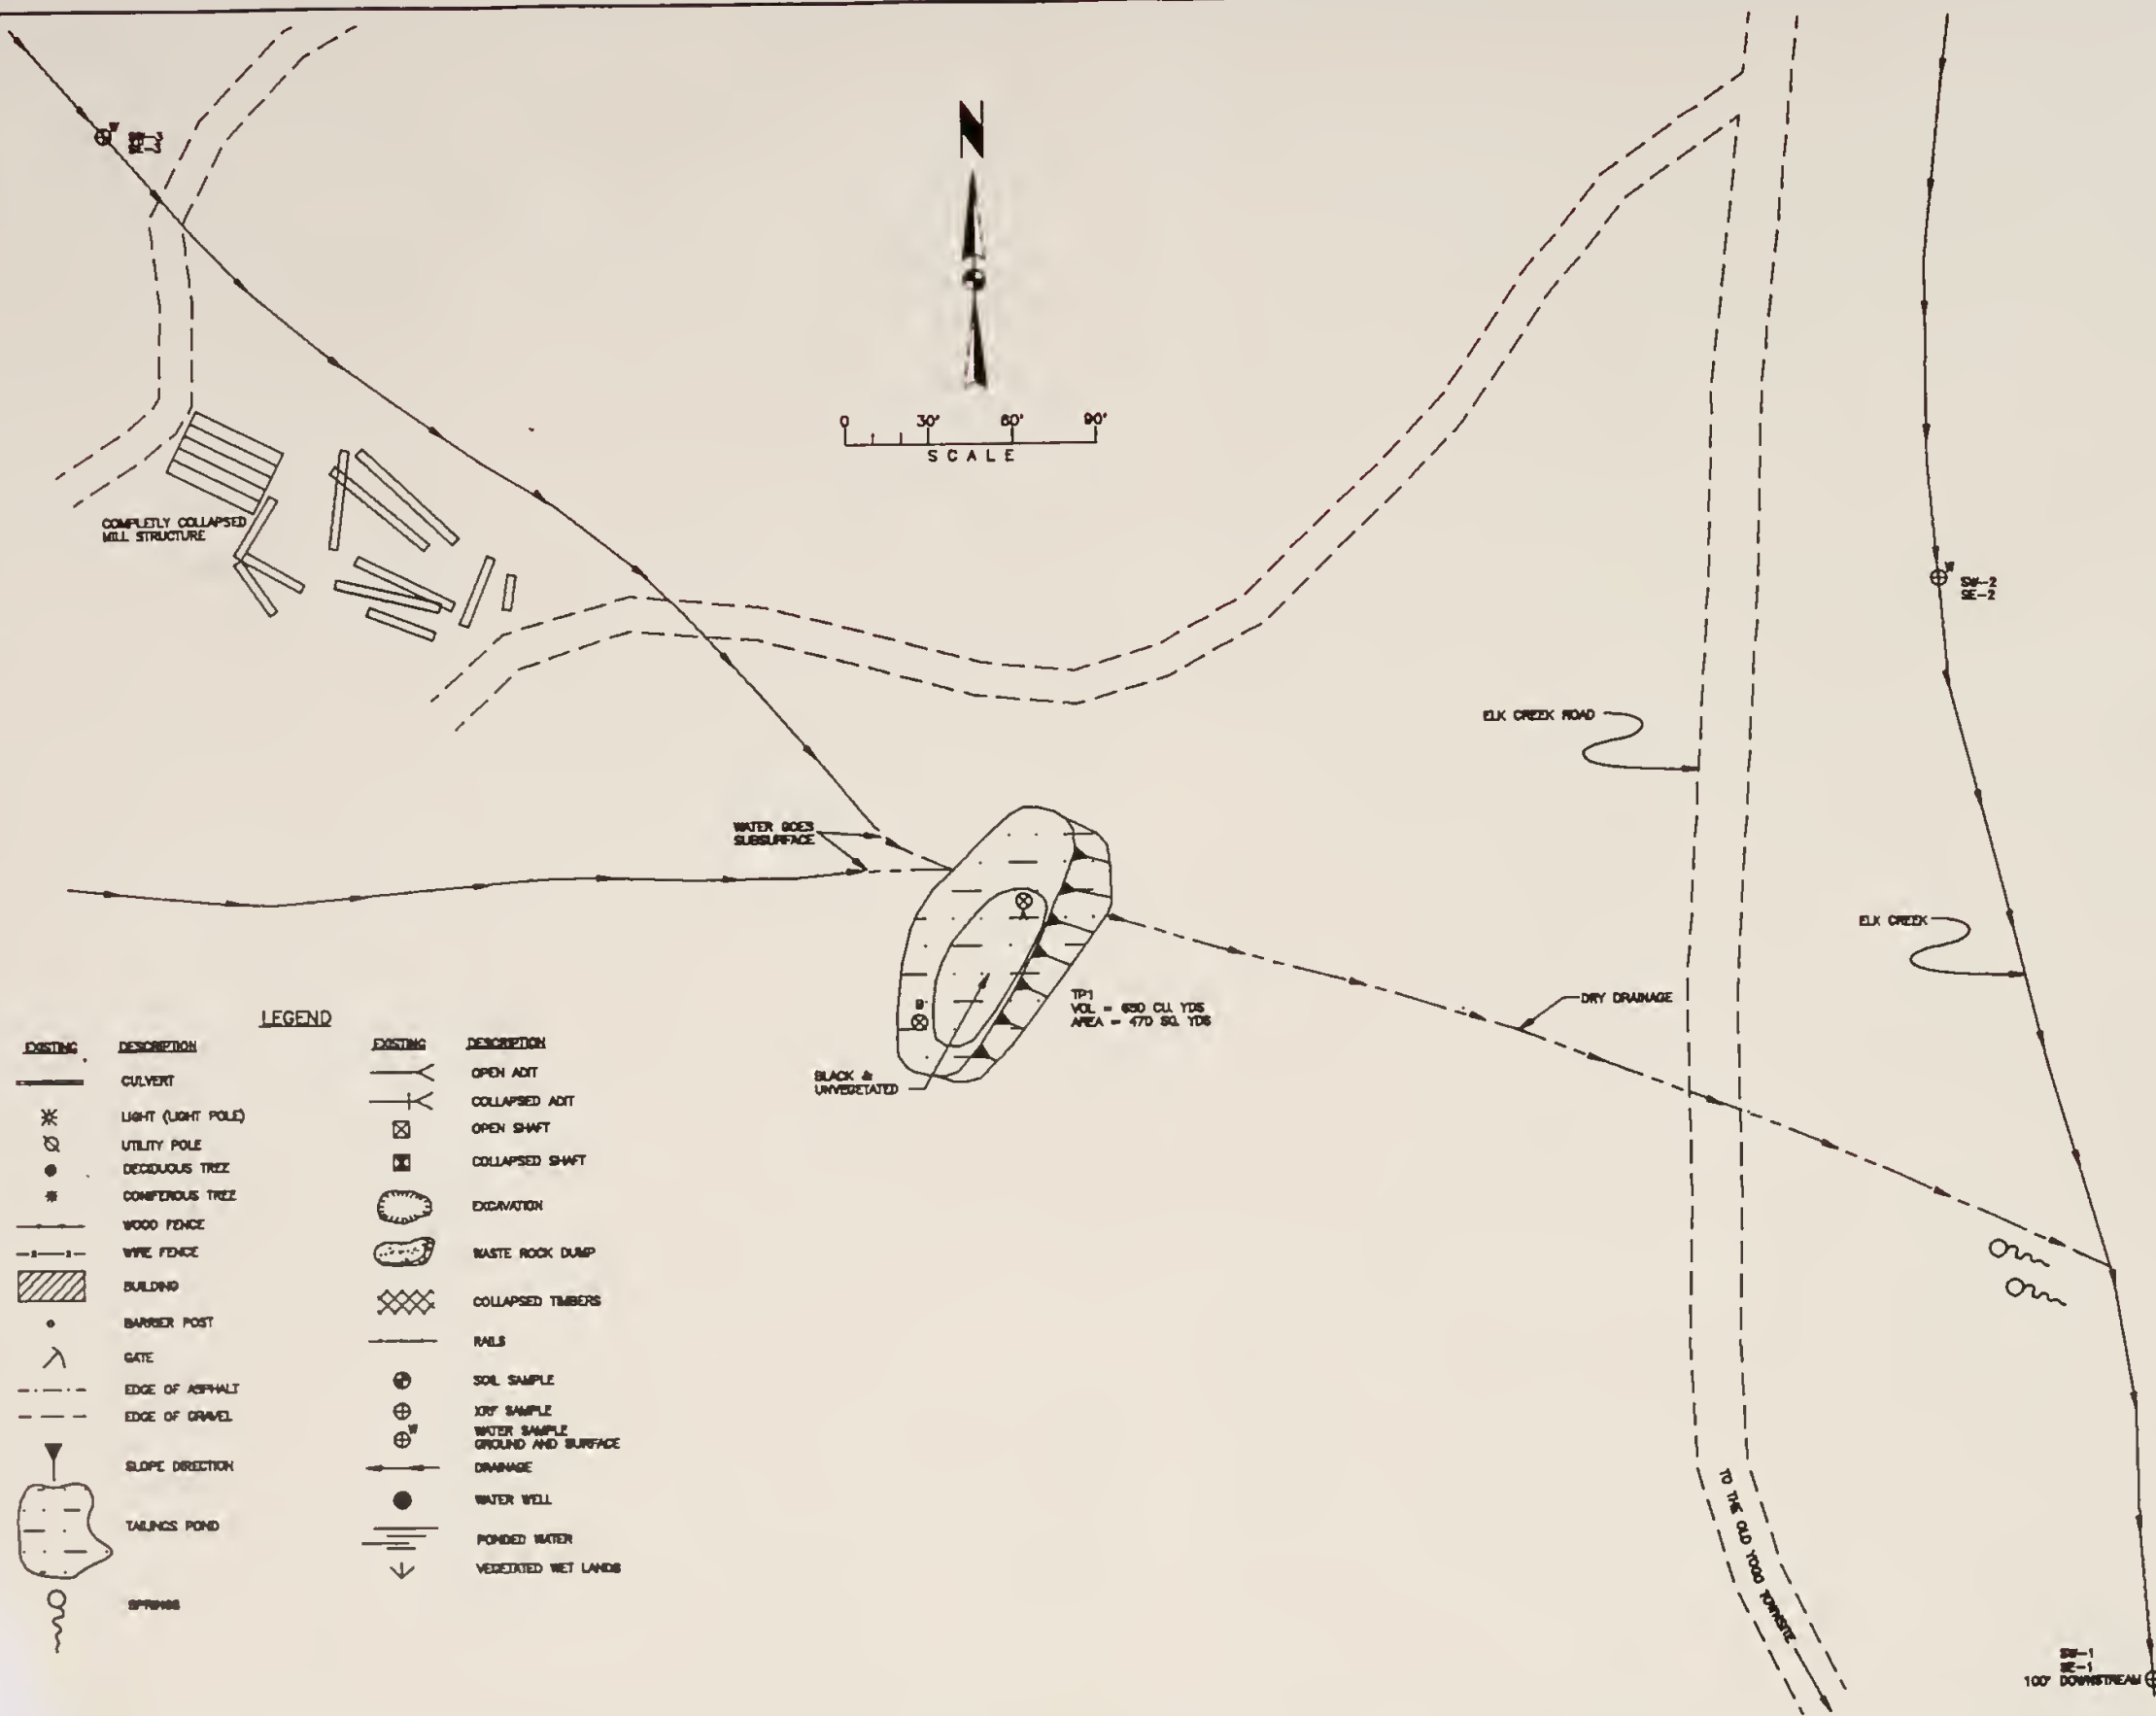 N
0 30' 60' 90'
SCALE
W
SW-3
SE-3
COMPLETLY COLLAPSED
MILL STRUCTURE
W
SW-2
SE-2
ELK CREEK ROAD
WATER GOES
SUBSURFACE
ELK CREEK
A
B
TP1
AREA = 470 SQ. YDS
DRY DRAINAGE
BLACK &
UNVEGETATED
LEGEND
EXISTING DESCRIPTION
CULVERT
LIGHT (LIGHT POLE)
UTILITY POLE
DECIDUOUS TREE
CONIFEROUS TREE
WOOD FENCE
WIRE FENCE
BUILDING
BARRIER POST
GATE
EDGE OF ASPHALT
EDGE OF GRAVEL
SLOPE DIRECTION
TAILINGS POND
SPRINGS
EXISTING DESCRIPTION
OPEN ADIT
COLLAPSED ADIT
OPEN SHAFT
COLLAPSED SHAFT
EXCAVATION
WASTE ROCK DUMP
COLLAPSED TIMBERS
RAILS
SOIL SAMPLE
XRF SAMPLE
W
WATER SAMPLE
GROUND AND SURFACE
DRAINAGE
WATER WELL
PONDED WATER
VEGETATED WET LANDS
TO THE OLD YOGO TOWNSITE
SW-1
SE-1
100' DOWNSTREAM